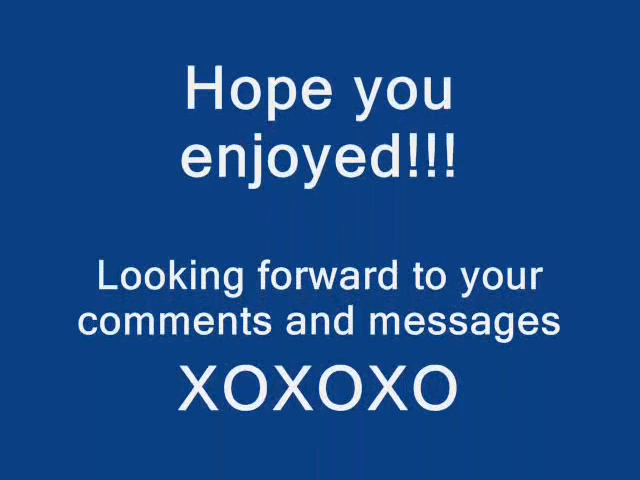 Hope you
enjoyed!!!
Looking forward to your
comments and messages
XOXOXO